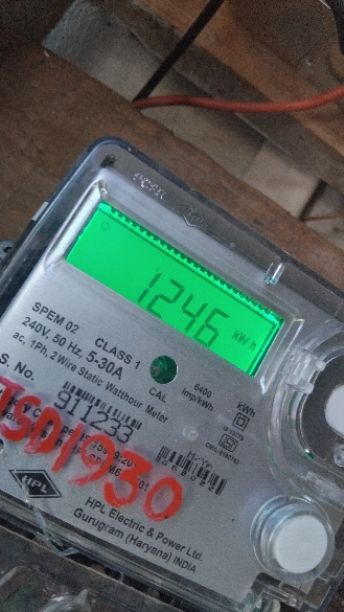 1246 kWh
SPEM 02 CLASS 1
240V, 50 Hz, 5-30A
ac, 1Ph, 2 Wire Static Watthour Meter
CAL
6400
imp/kWh
kWh
S. No.
911233
TSD1930
HPL
HPL Electric & Power Ltd.
Gurugram (Haryana) INDIA